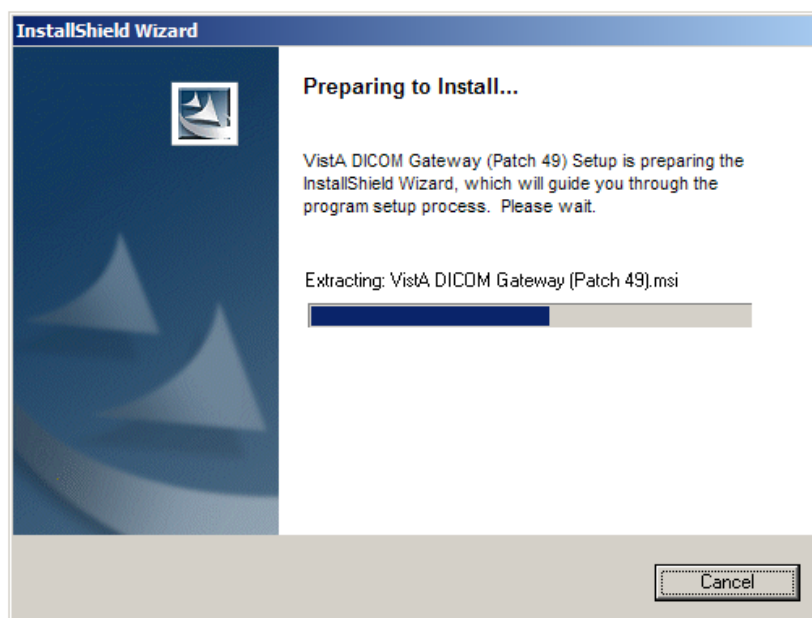 InstallShield Wizard
Preparing to Install...
VistA DICOM Gateway (Patch 49) Setup is preparing the
InstallShield Wizard, which will guide you through the
program setup process.  Please wait.
Extracting: VistA DICOM Gateway (Patch 49).msi
Cancel